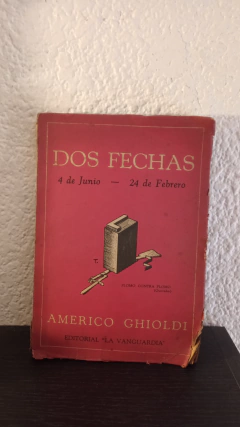 DOS FECHAS
4 de Junio — 24 de Febrero
AMERICO GHIOLDI
EDITORIAL "LA VANGUARDIA"